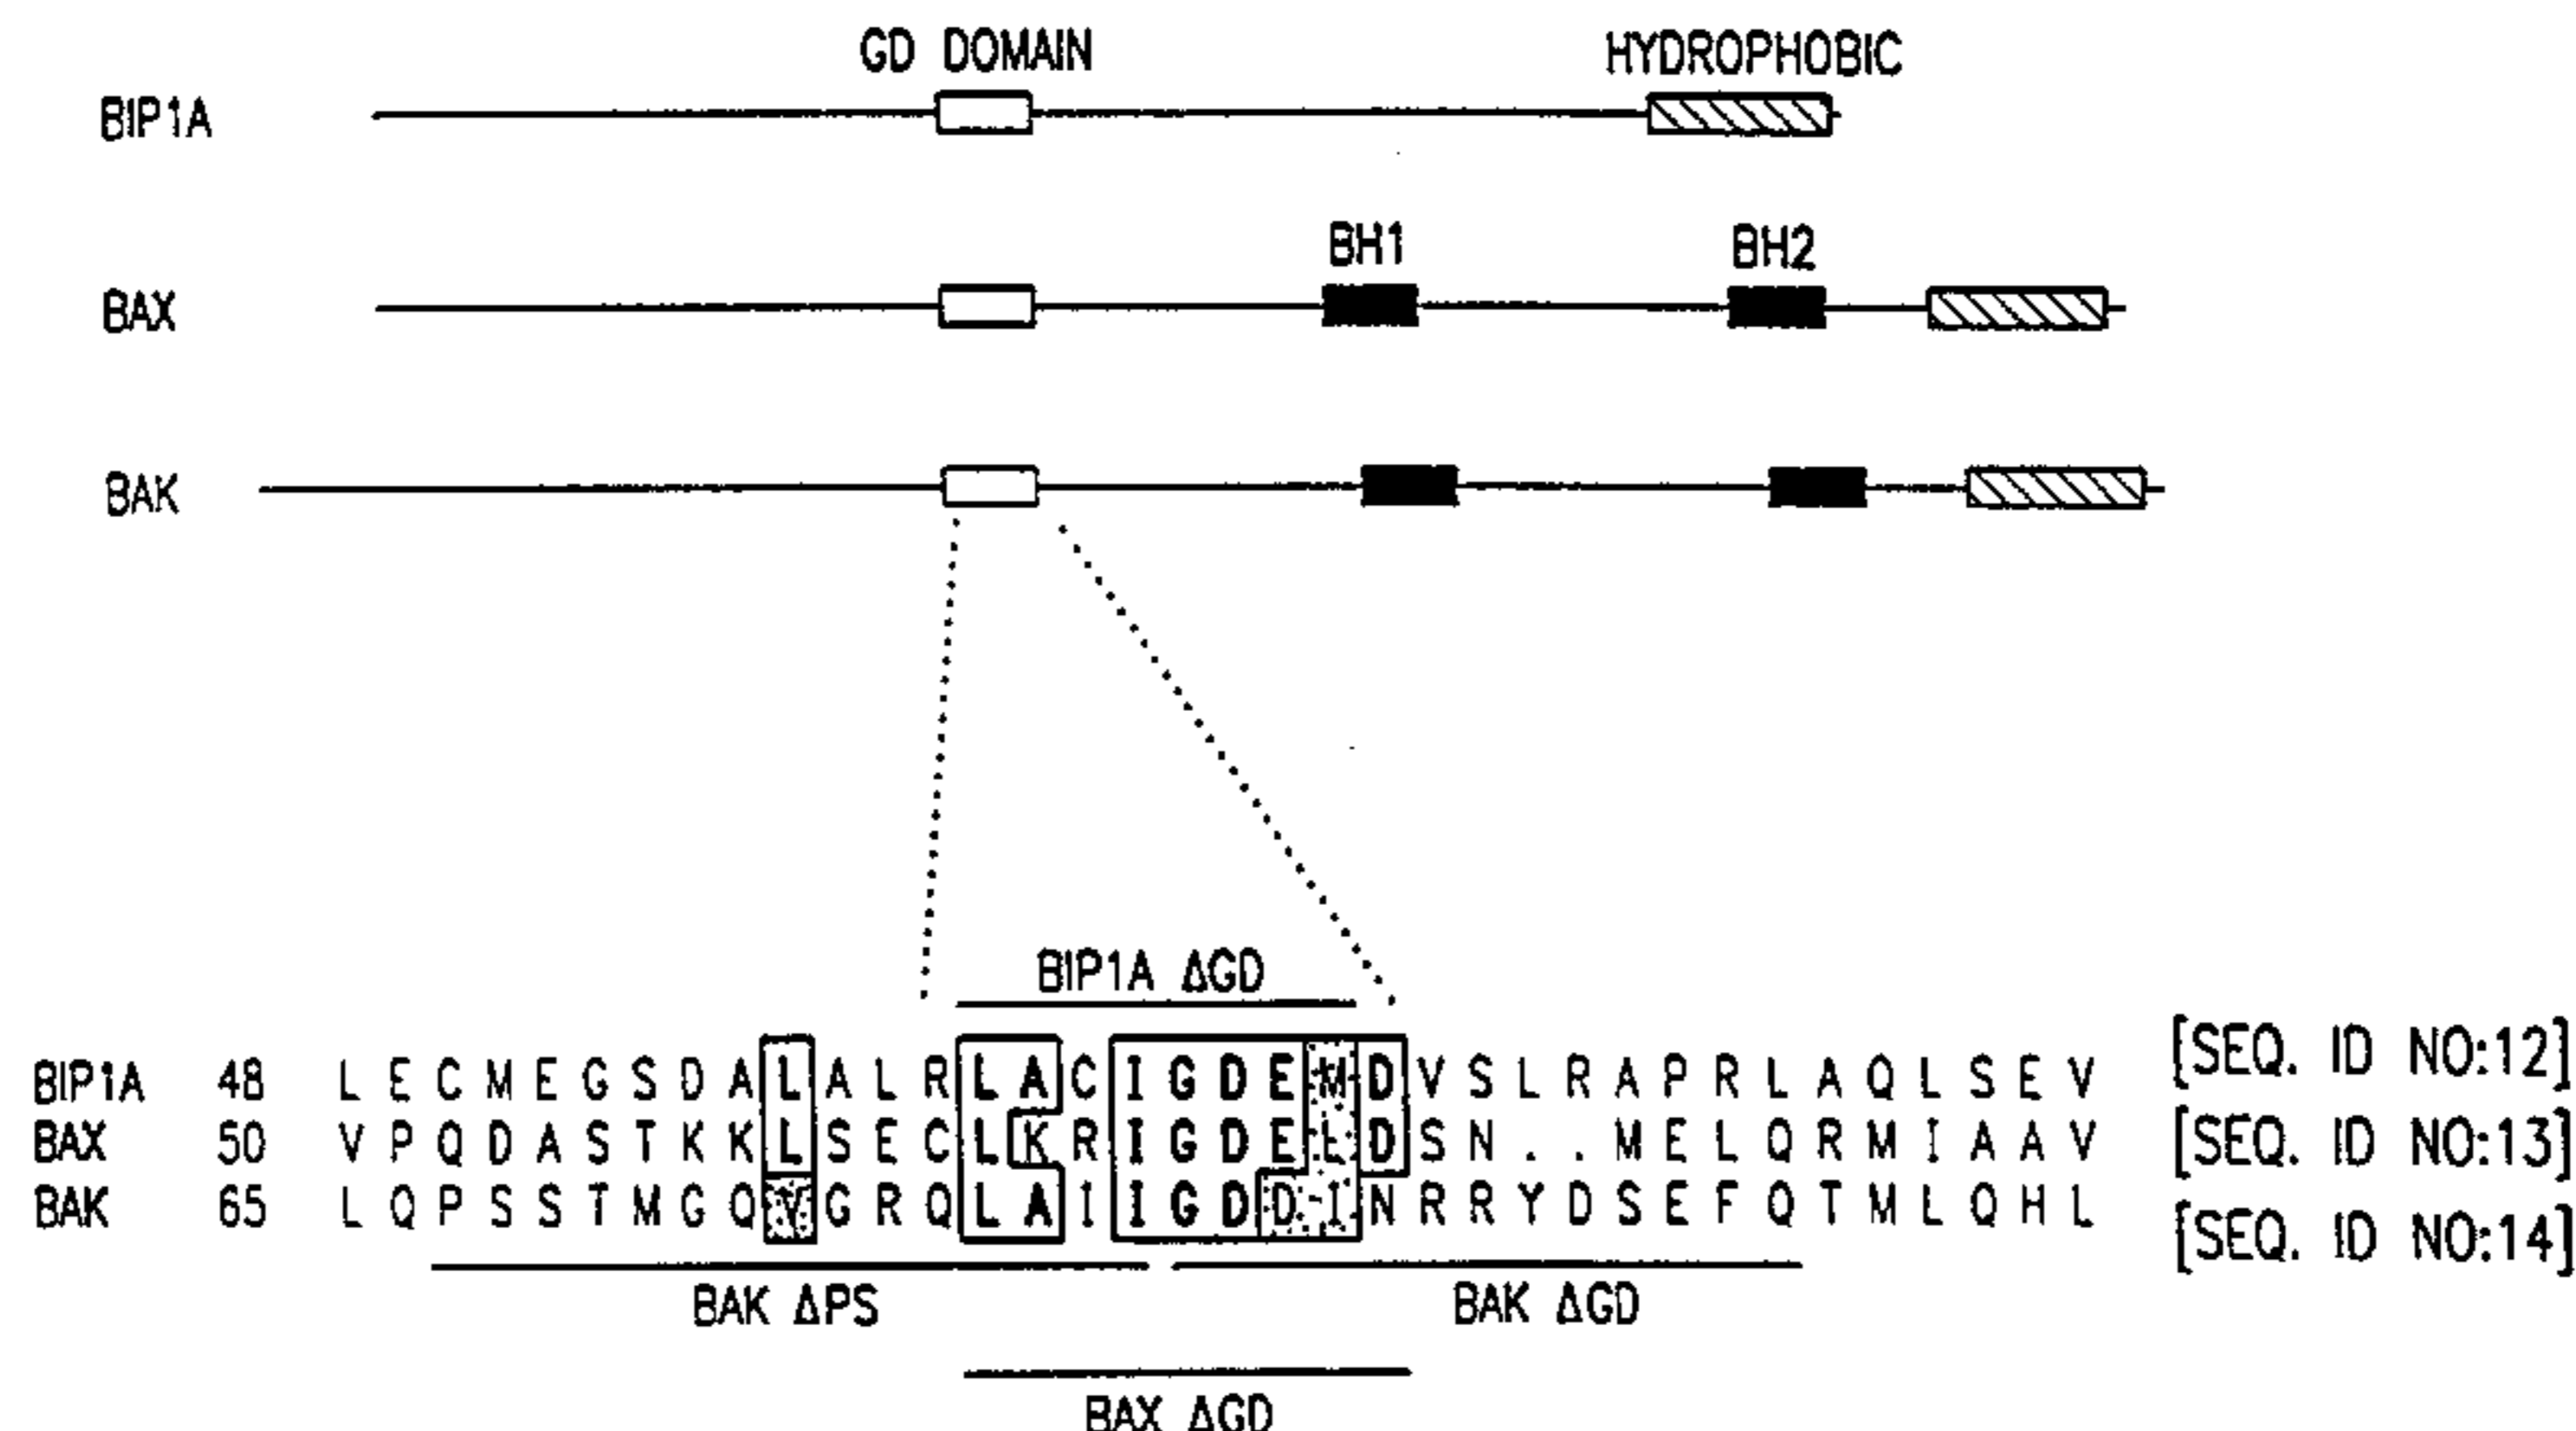 GD DOMAIN HYDROPHOBIC
BIP1A
BH1 BH2
BAX
BAK
BIP1A ΔGD
BIP1A 48 L E C M E G S D A L A L R L A C I G D E M D V S L R A P R L A Q L S E V [SEQ. ID NO:12]
BAX 50 V P Q D A S T K K L S E C L K R I G D E L D S N . . M E L Q R M I A A V [SEQ. ID NO:13]
BAK 65 L Q P S S T M G Q V G R Q L A I I G D D I N R R Y D S E F Q T M L Q H L [SEQ. ID NO:14]
BAK ΔPS BAK ΔGD
BAX ΔGD